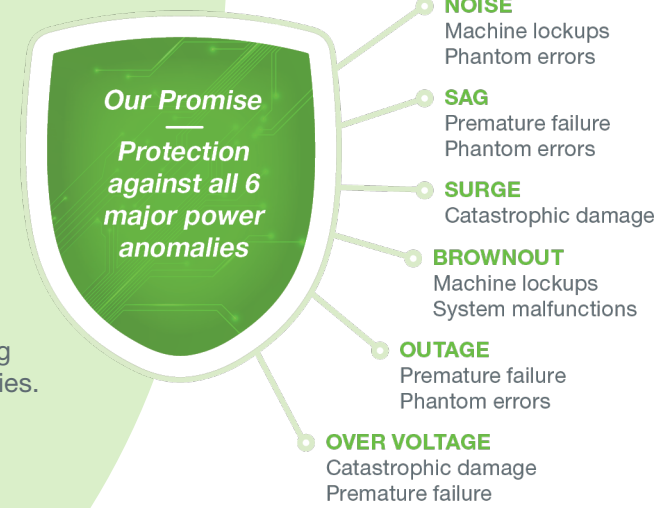 NOISE
Machine lockups
Phantom errors
Our Promise
Protection
against all 6
major power
anomalies
SAG
Premature failure
Phantom errors
SURGE
Catastrophic damage
BROWNOUT
Machine lockups
System malfunctions
OUTAGE
Premature failure
Phantom errors
OVER VOLTAGE
Catastrophic damage
Premature failure